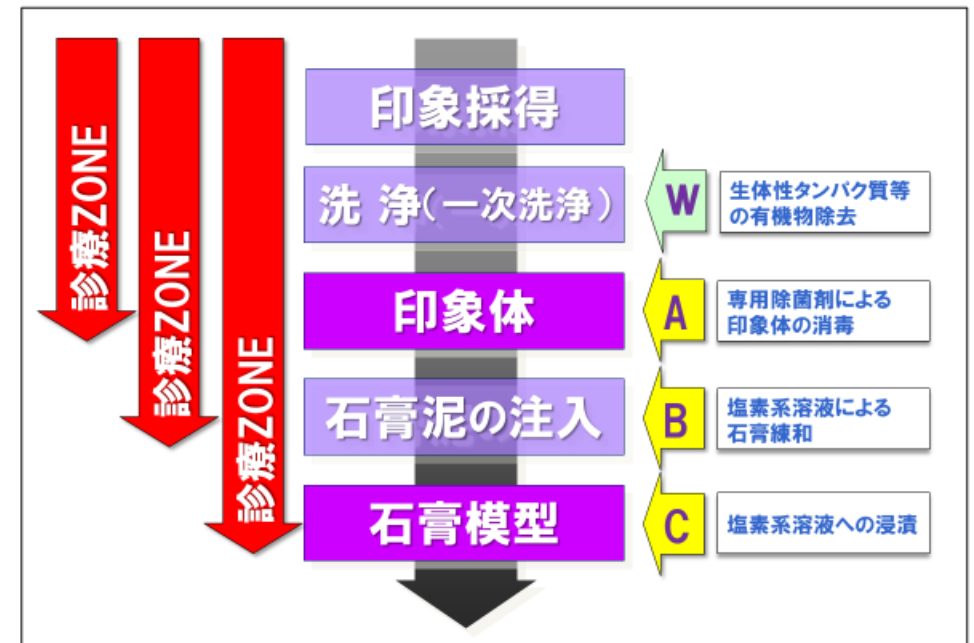 診療ZONE
診療ZONE
診療ZONE
印象採得
洗 浄(一次洗浄)
W
生体性タンパク質等
の有機物除去
印象体
A
専用除菌剤による
印象体の消毒
石膏泥の注入
B
塩素系溶液による
石膏練和
石膏模型
C
塩素系溶液への浸漬